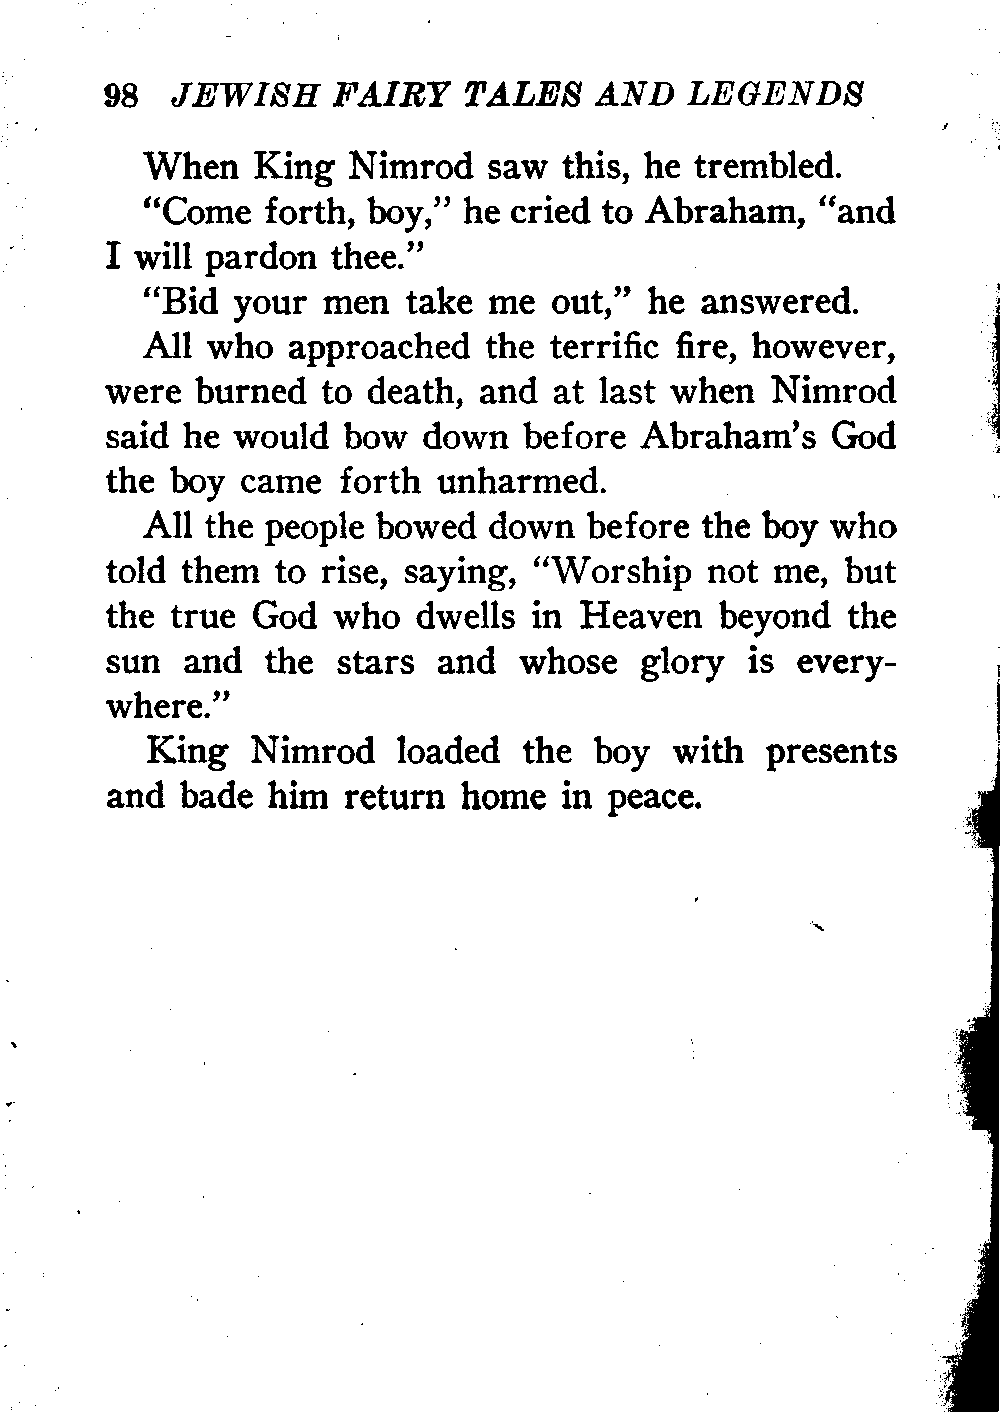 98 JEWISH FAIRY TALES AND LEGENDS
When King Nimrod saw this, he trembled.
“Come forth, boy,” he cried to Abraham, “and
I will pardon thee.”
“Bid your men take me out,” he answered.
All who approached the terrific fire, however,
were burned to death, and at last when Nimrod
said he would bow down before Abraham’s God
the boy came forth unharmed.
All the people bowed down before the boy who
told them to rise, saying, “Worship not me, but
the true God who dwells in Heaven beyond the
sun and the stars and whose glory is every-
where.”
King Nimrod loaded the boy with presents
and bade him return home in peace.